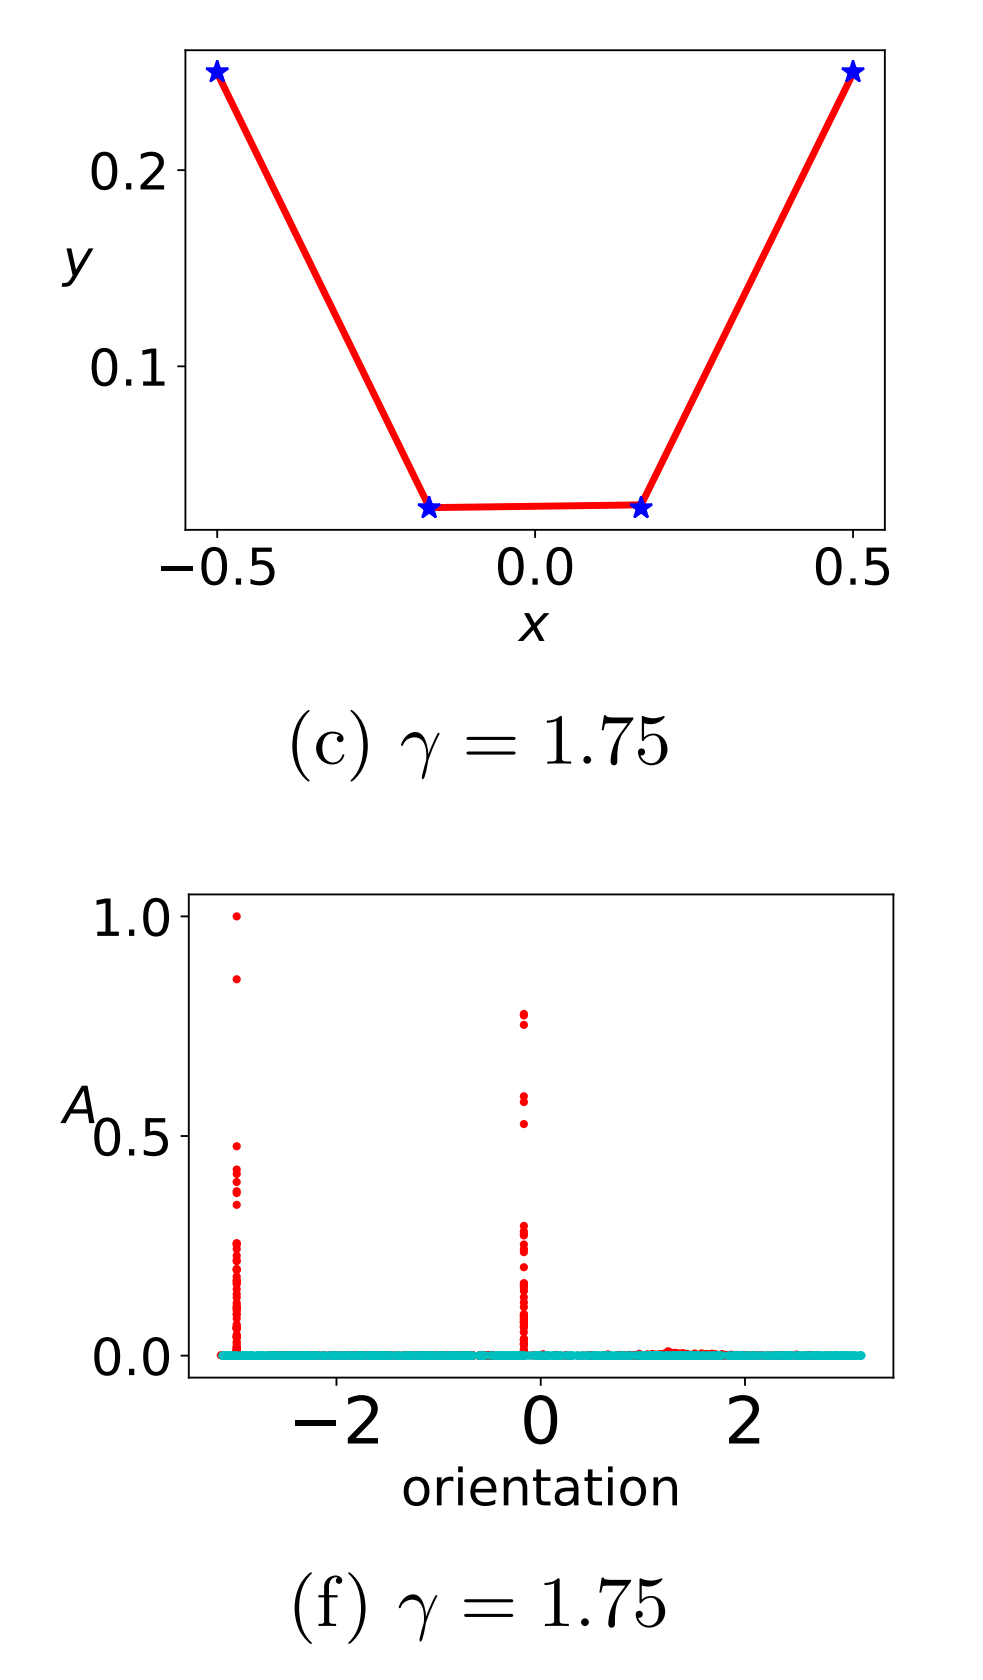 0.2
y
0.1
−0.5 0.0 0.5
x
(c) γ = 1.75
1.0
A
0.5
0.0
−2 0 2
orientation
(f) γ = 1.75